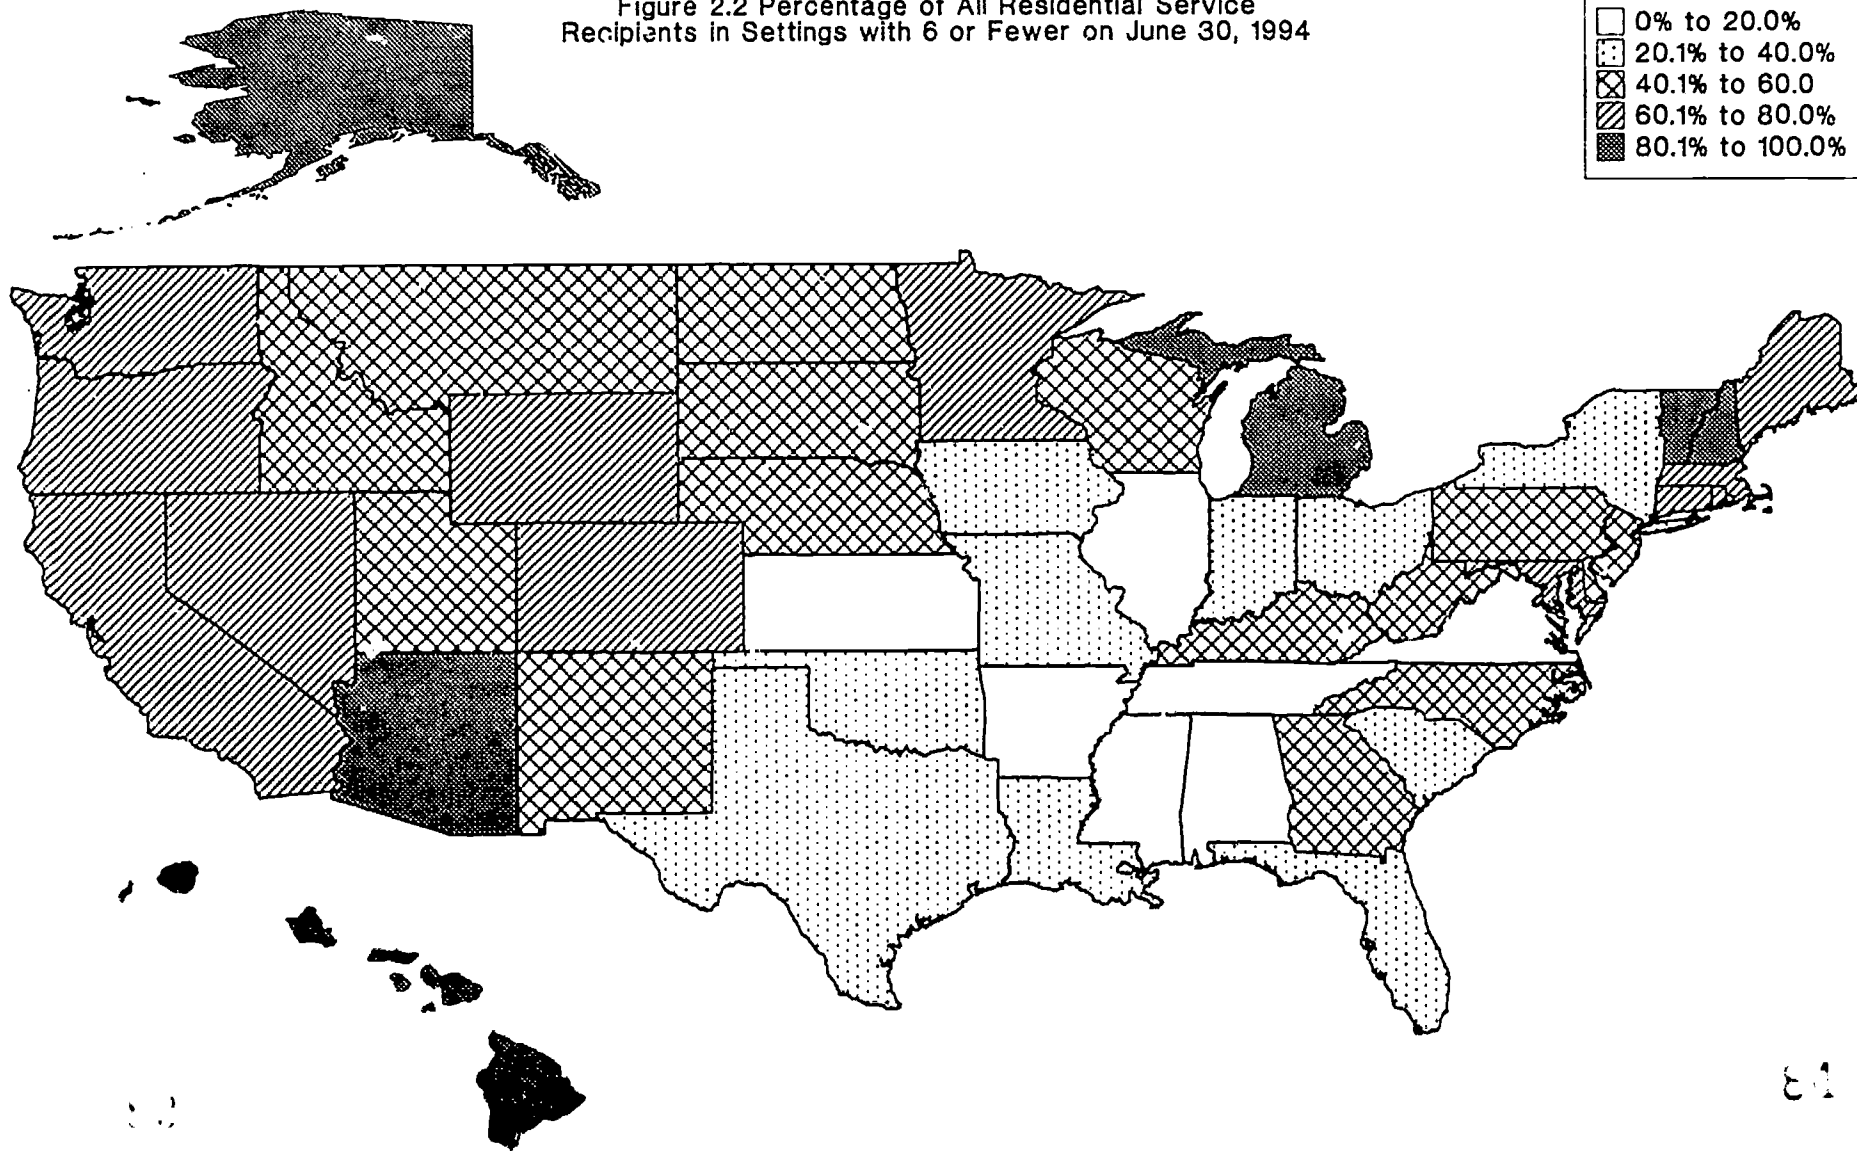 Figure 2.2 Percentage of All Residential Service
Recipients in Settings with 6 or Fewer on June 30, 1994
0% to 20.0%
20.1% to 40.0%
40.1% to 60.0
60.1% to 80.0%
80.1% to 100.0%